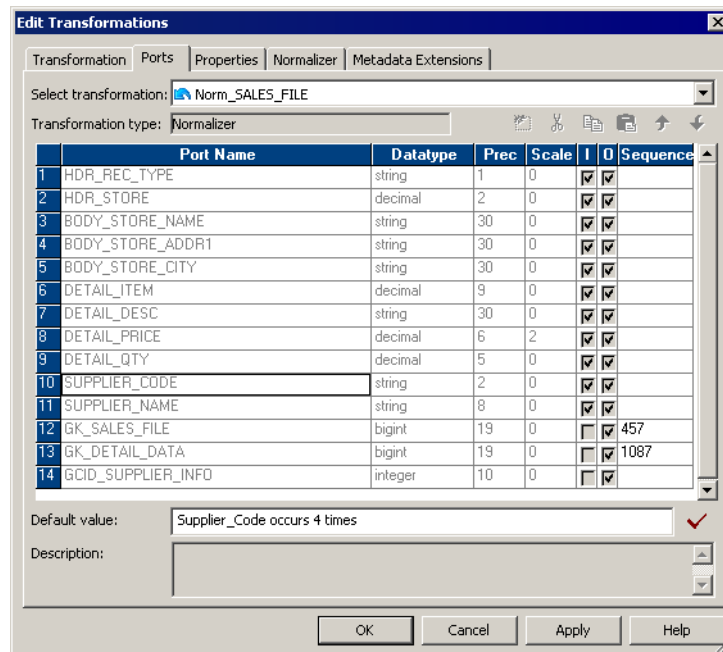 Edit Transformations
Transformation Ports Properties Normalizer Metadata Extensions
Select transformation: Norm_SALES_FILE
Transformation type: Normalizer
Port Name Datatype Prec Scale I O Sequence
1 HDR_REC_TYPE string 1 0
2 HDR_STORE decimal 2 0
3 BODY_STORE_NAME string 30 0
4 BODY_STORE_ADDR1 string 30 0
5 BODY_STORE_CITY string 30 0
6 DETAIL_ITEM decimal 9 0
7 DETAIL_DESC string 30 0
8 DETAIL_PRICE decimal 6 2
9 DETAIL_QTY decimal 5 0
10 SUPPLIER_CODE string 2 0
11 SUPPLIER_NAME string 8 0
12 GK_SALES_FILE bigint 19 0 457
13 GK_DETAIL_DATA bigint 19 0 1087
14 GCID_SUPPLIER_INFO integer 10 0
Default value: Supplier_Code occurs 4 times
Description:
OK Cancel Apply Help